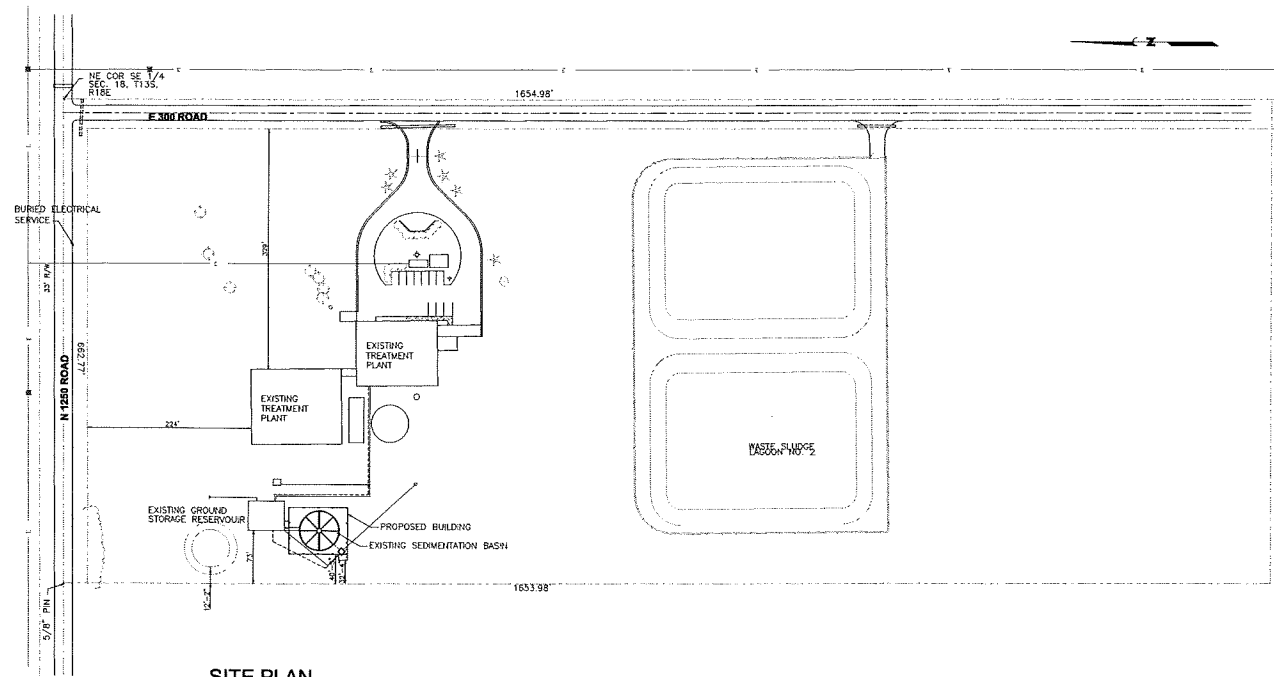 N
NE COR SE 1/4
SEC. 18, T13S,
R18E
1654.98'
E 300 ROAD
BURIED ELECTRICAL
SERVICE
33' R/W
662.77'
N 1250 ROAD
EXISTING
TREATMENT
PLANT
EXISTING
TREATMENT
PLANT
224'
WASTE SLUDGE
LAGOON NO. 2
EXISTING GROUND
STORAGE RESERVOUIR
PROPOSED BUILDING
EXISTING SEDIMENTATION BASIN
73'
12'-2"
1653.98'
5/8" PIN
SITE PLAN